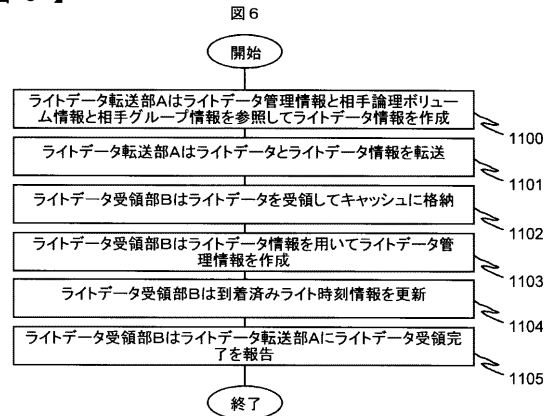 図6
開始
ライトデータ転送部Aはライトデータ管理情報と相手論理ボリュー
ム情報と相手グループ情報を参照してライトデータ情報を作成
1100
ライトデータ転送部Aはライトデータとライトデータ情報を転送
1101
ライトデータ受領部Bはライトデータを受領してキャッシュに格納
1102
ライトデータ受領部Bはライトデータ情報を用いてライトデータ管
理情報を作成
1103
ライトデータ受領部Bは到着済みライト時刻情報を更新
1104
ライトデータ受領部Bはライトデータ転送部Aにライトデータ受領完
了を報告
1105
終了